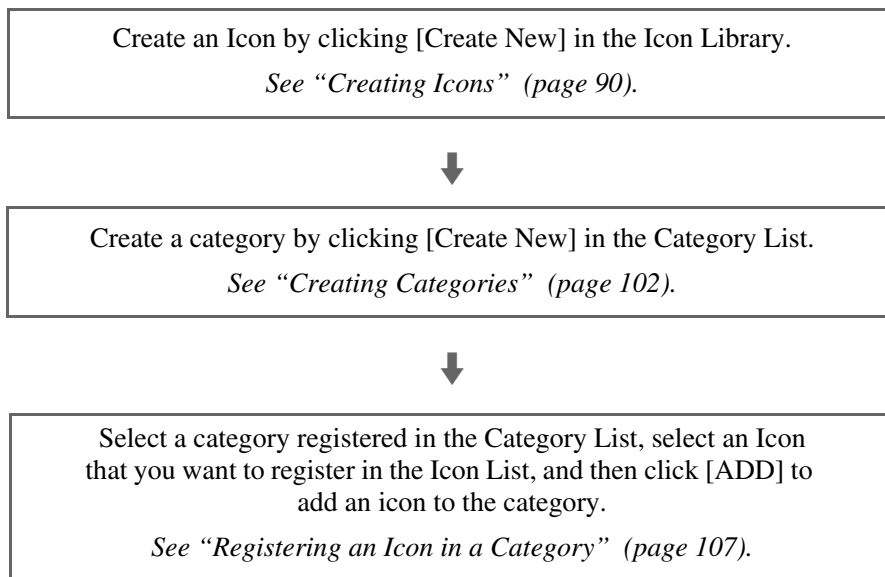 Create an Icon by clicking [Create New] in the Icon Library.
See “Creating Icons” (page 90).
Create a category by clicking [Create New] in the Category List.
See “Creating Categories” (page 102).
Select a category registered in the Category List, select an Icon
that you want to register in the Icon List, and then click [ADD] to
add an icon to the category.
See “Registering an Icon in a Category” (page 107).